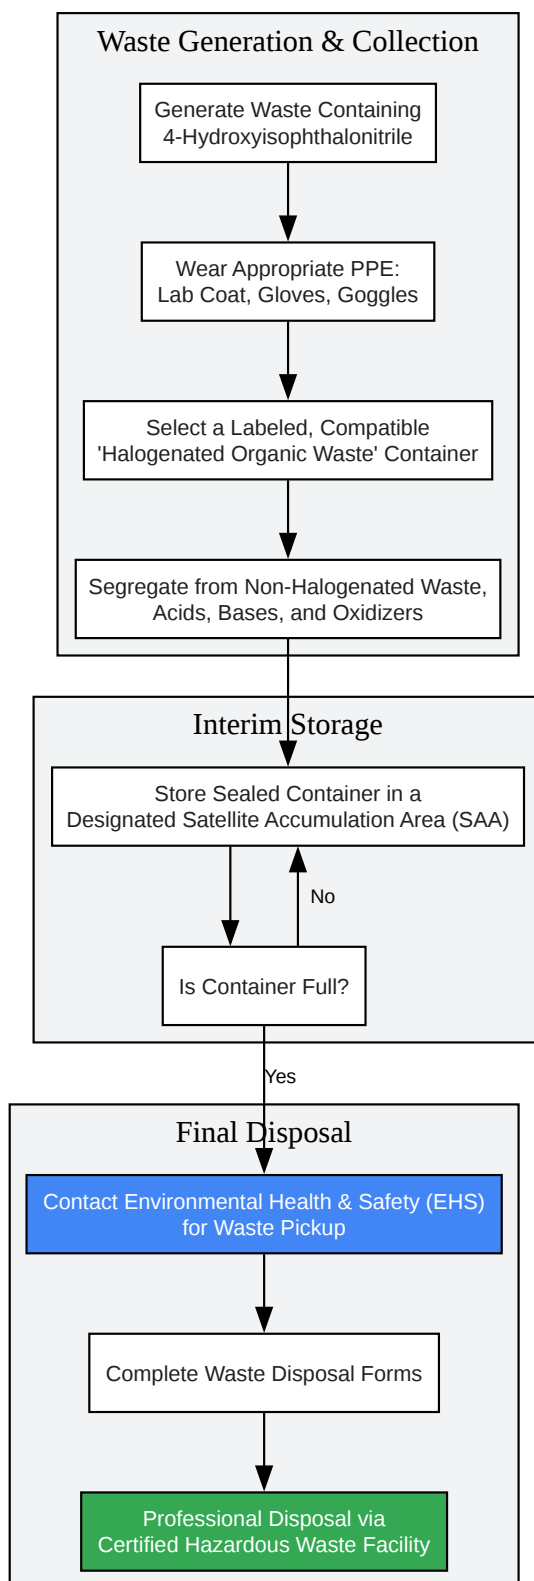 Waste Generation & Collection
Generate Waste Containing
4-Hydroxyisophthalonitrile
Wear Appropriate PPE:
Lab Coat, Gloves, Goggles
Select a Labeled, Compatible
'Halogenated Organic Waste' Container
Segregate from Non-Halogenated Waste,
Acids, Bases, and Oxidizers
Interim Storage
Store Sealed Container in a
Designated Satellite Accumulation Area (SAA)
No
Is Container Full?
Yes
Final Disposal
Contact Environmental Health & Safety (EHS)
for Waste Pickup
Complete Waste Disposal Forms
Professional Disposal via
Certified Hazardous Waste Facility